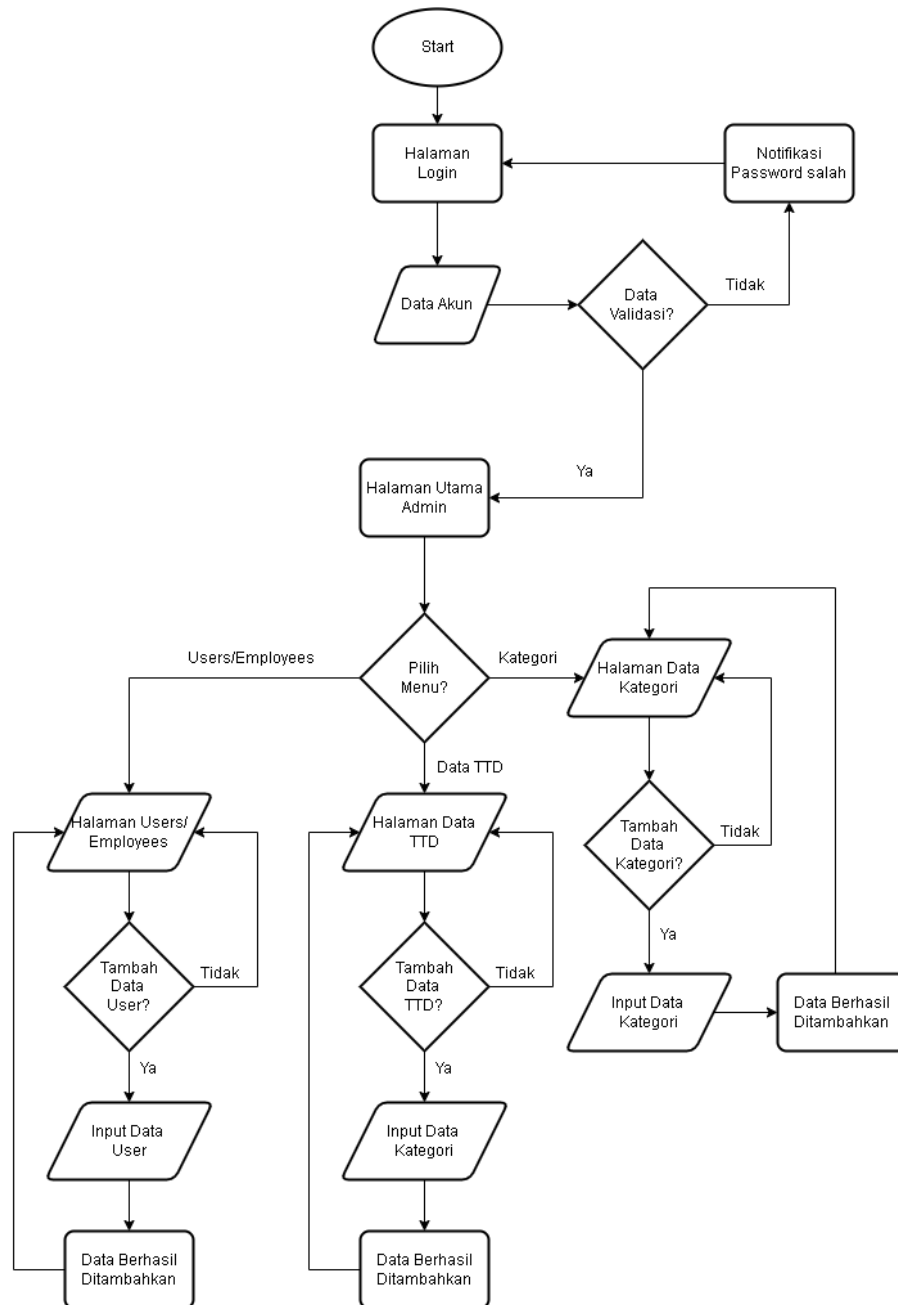 Start
Halaman
Login
Notifikasi
Password salah
Data Akun
Data
Validasi?
Tidak
Ya
Halaman Utama
Admin
Users/Employees
Pilih
Menu?
Kategori
Halaman Data
Kategori
Data TTD
Halaman Users/
Employees
Halaman Data
TTD
Tambah
Data
Kategori?
Tidak
Ya
Tambah
Data
User?
Tidak
Tambah
Data
TTD?
Tidak
Input Data
Kategori
Data Berhasil
Ditambahkan
Ya
Ya
Input Data
User
Input Data
Kategori
Data Berhasil
Ditambahkan
Data Berhasil
Ditambahkan